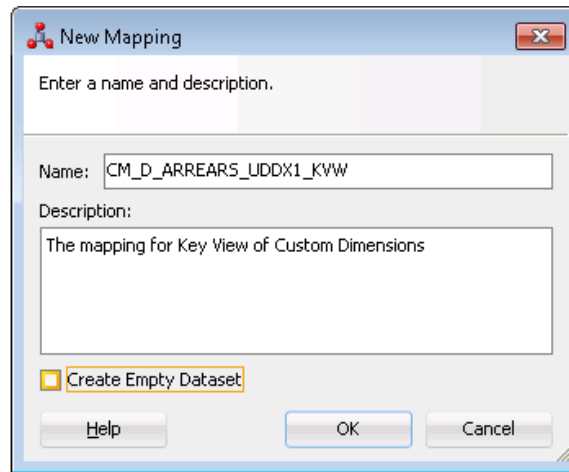 New Mapping
Enter a name and description.
Name: CM_D_ARREARS_UDDX1_KVW
Description:
The mapping for Key View of Custom Dimensions
Create Empty Dataset
Help OK Cancel